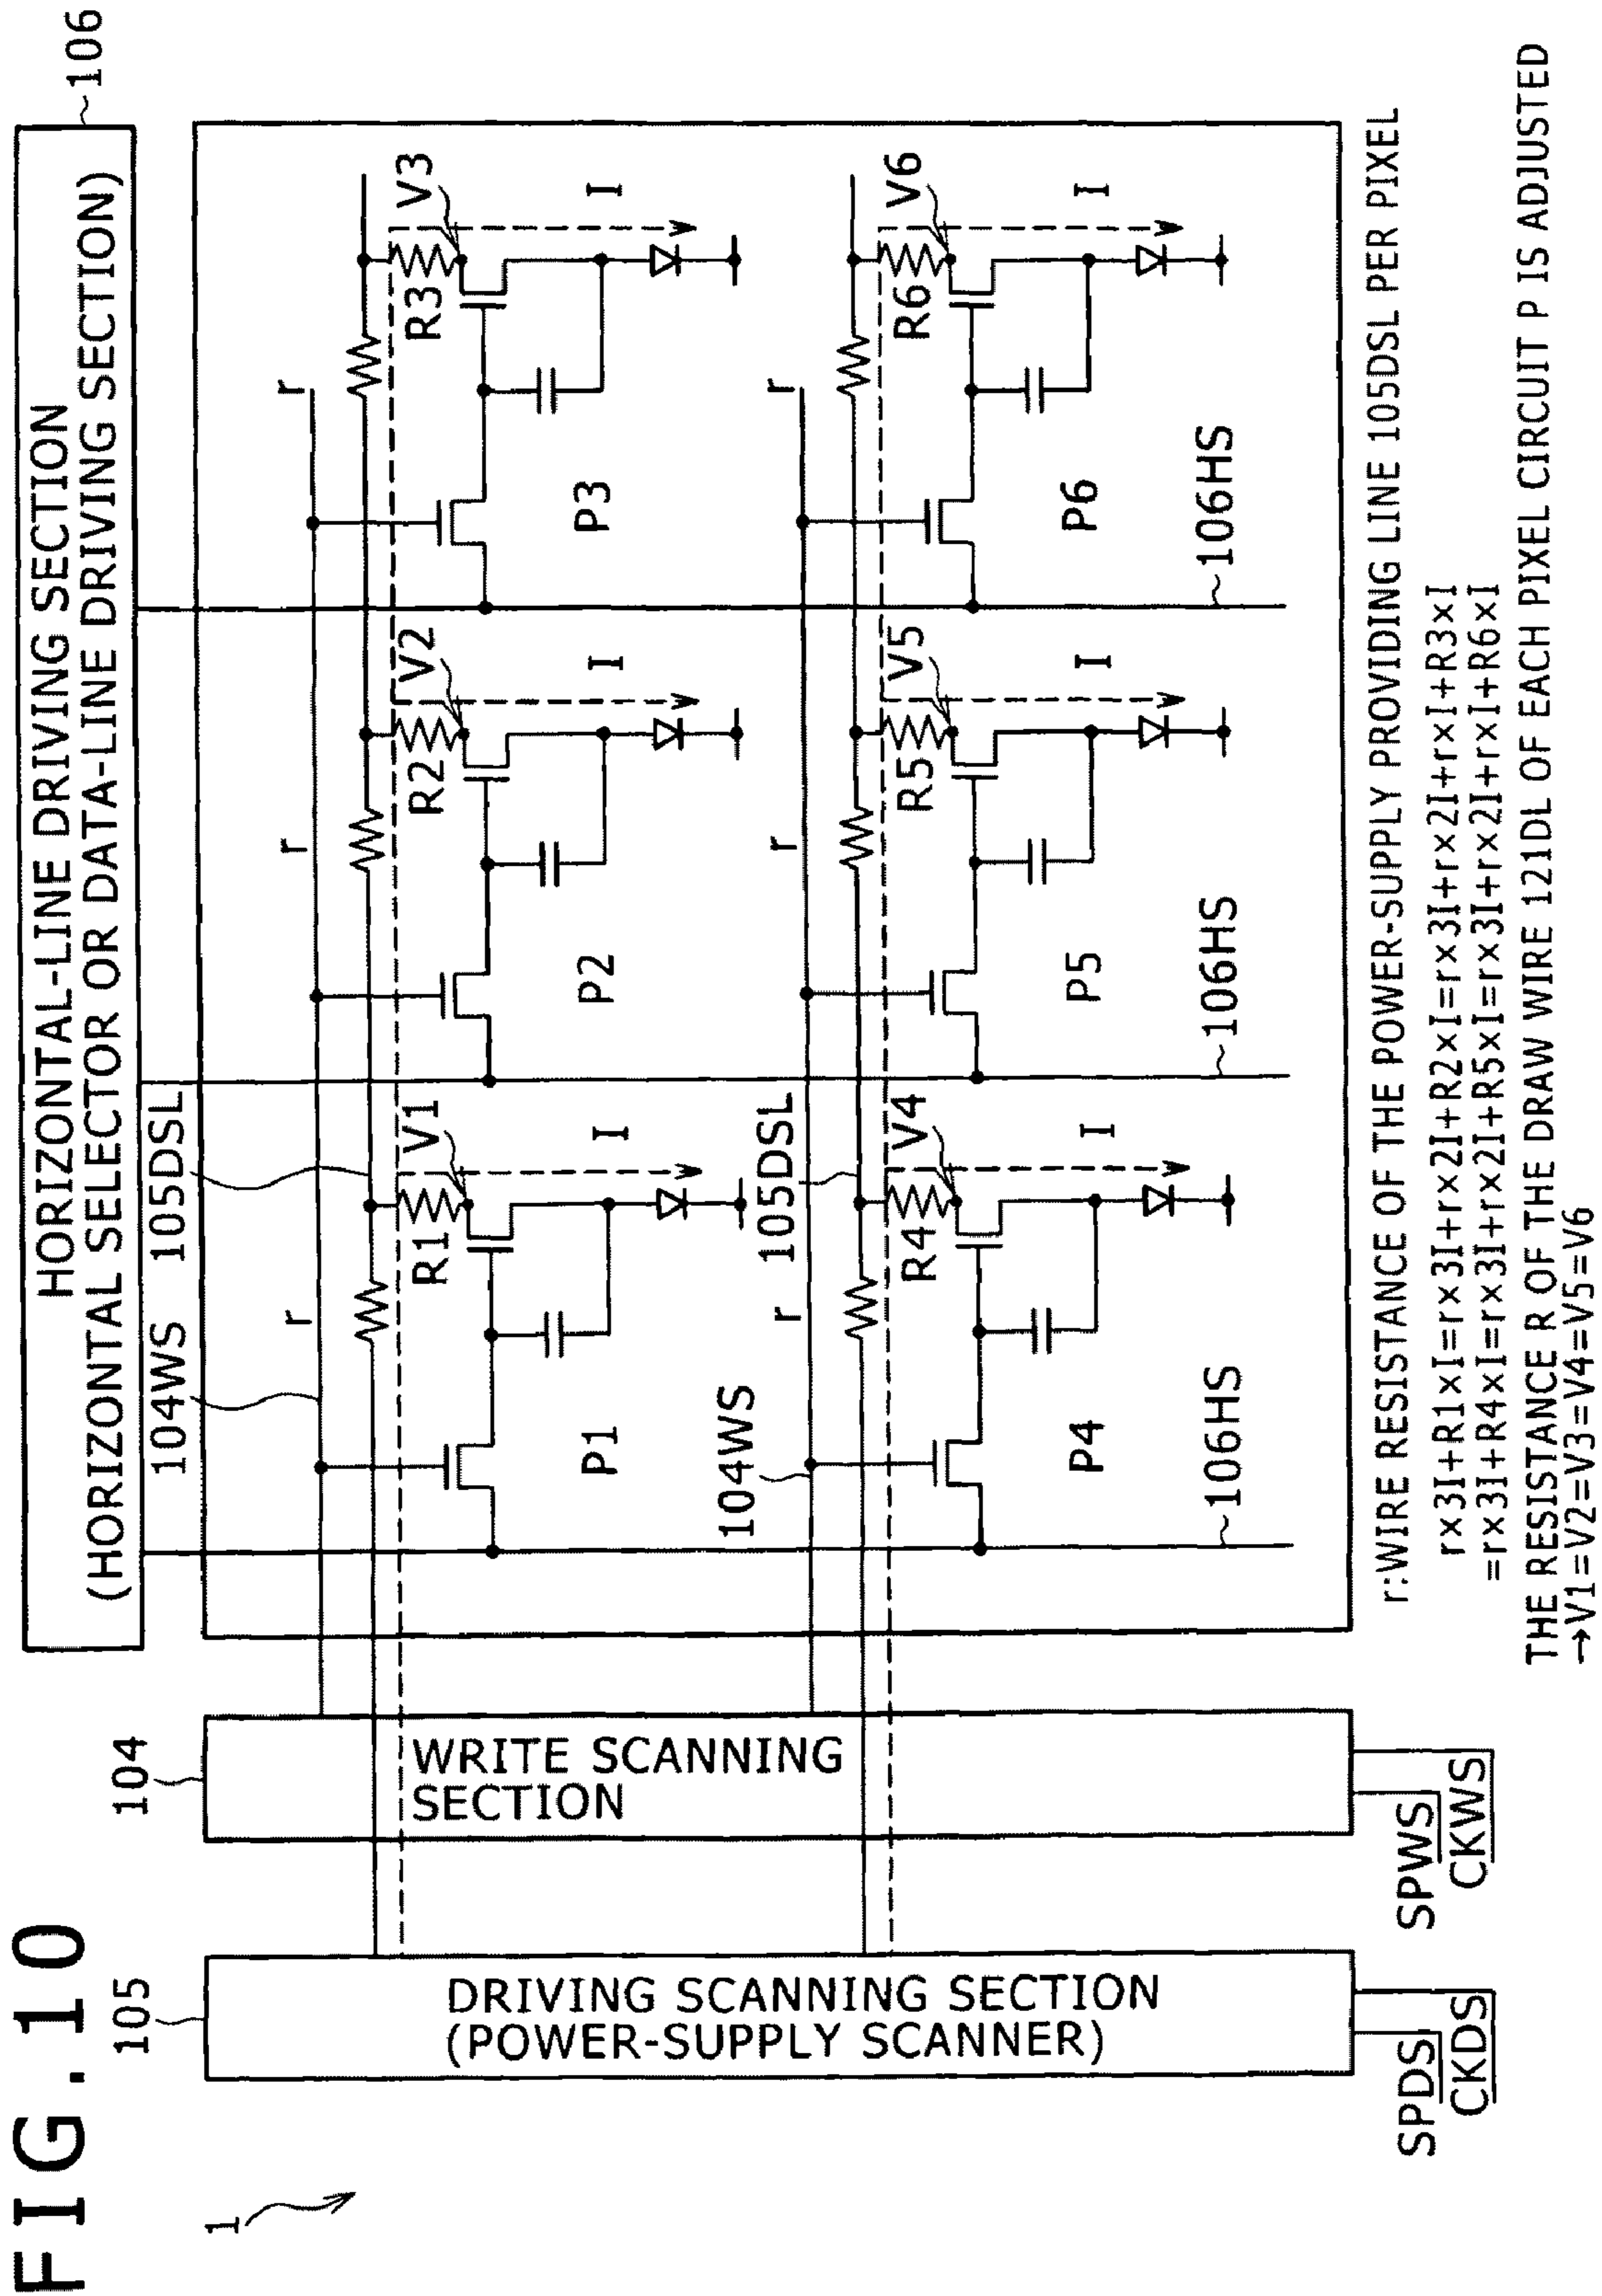 FIG.10
1
HORIZONTAL-LINE DRIVING SECTION
(HORIZONTAL SELECTOR OR DATA-LINE DRIVING SECTION)
106
105
104
104WS
105DSL
DRIVING SCANNING SECTION
(POWER-SUPPLY SCANNER)
WRITE SCANNING
SECTION
r
r
r
R1
V1
I
R2
V2
I
R3
V3
I
P1
P2
P3
104WS
105DSL
r
r
r
R4
V4
I
R5
V5
I
R6
V6
I
P4
P5
P6
106HS
106HS
106HS
SPDS
CKDS
SPWS
CKWS
r:WIRE RESISTANCE OF THE POWER-SUPPLY PROVIDING LINE 105DSL PER PIXEL
r×3I+R1×I=r×3I+r×2I+R2×I=r×3I+r×2I+r×I+R3×I
=r×3I+R4×I=r×3I+r×2I+R5×I=r×3I+r×2I+r×I+R6×I
THE RESISTANCE R OF THE DRAW WIRE 121DL OF EACH PIXEL CIRCUIT P IS ADJUSTED
→V1=V2=V3=V4=V5=V6